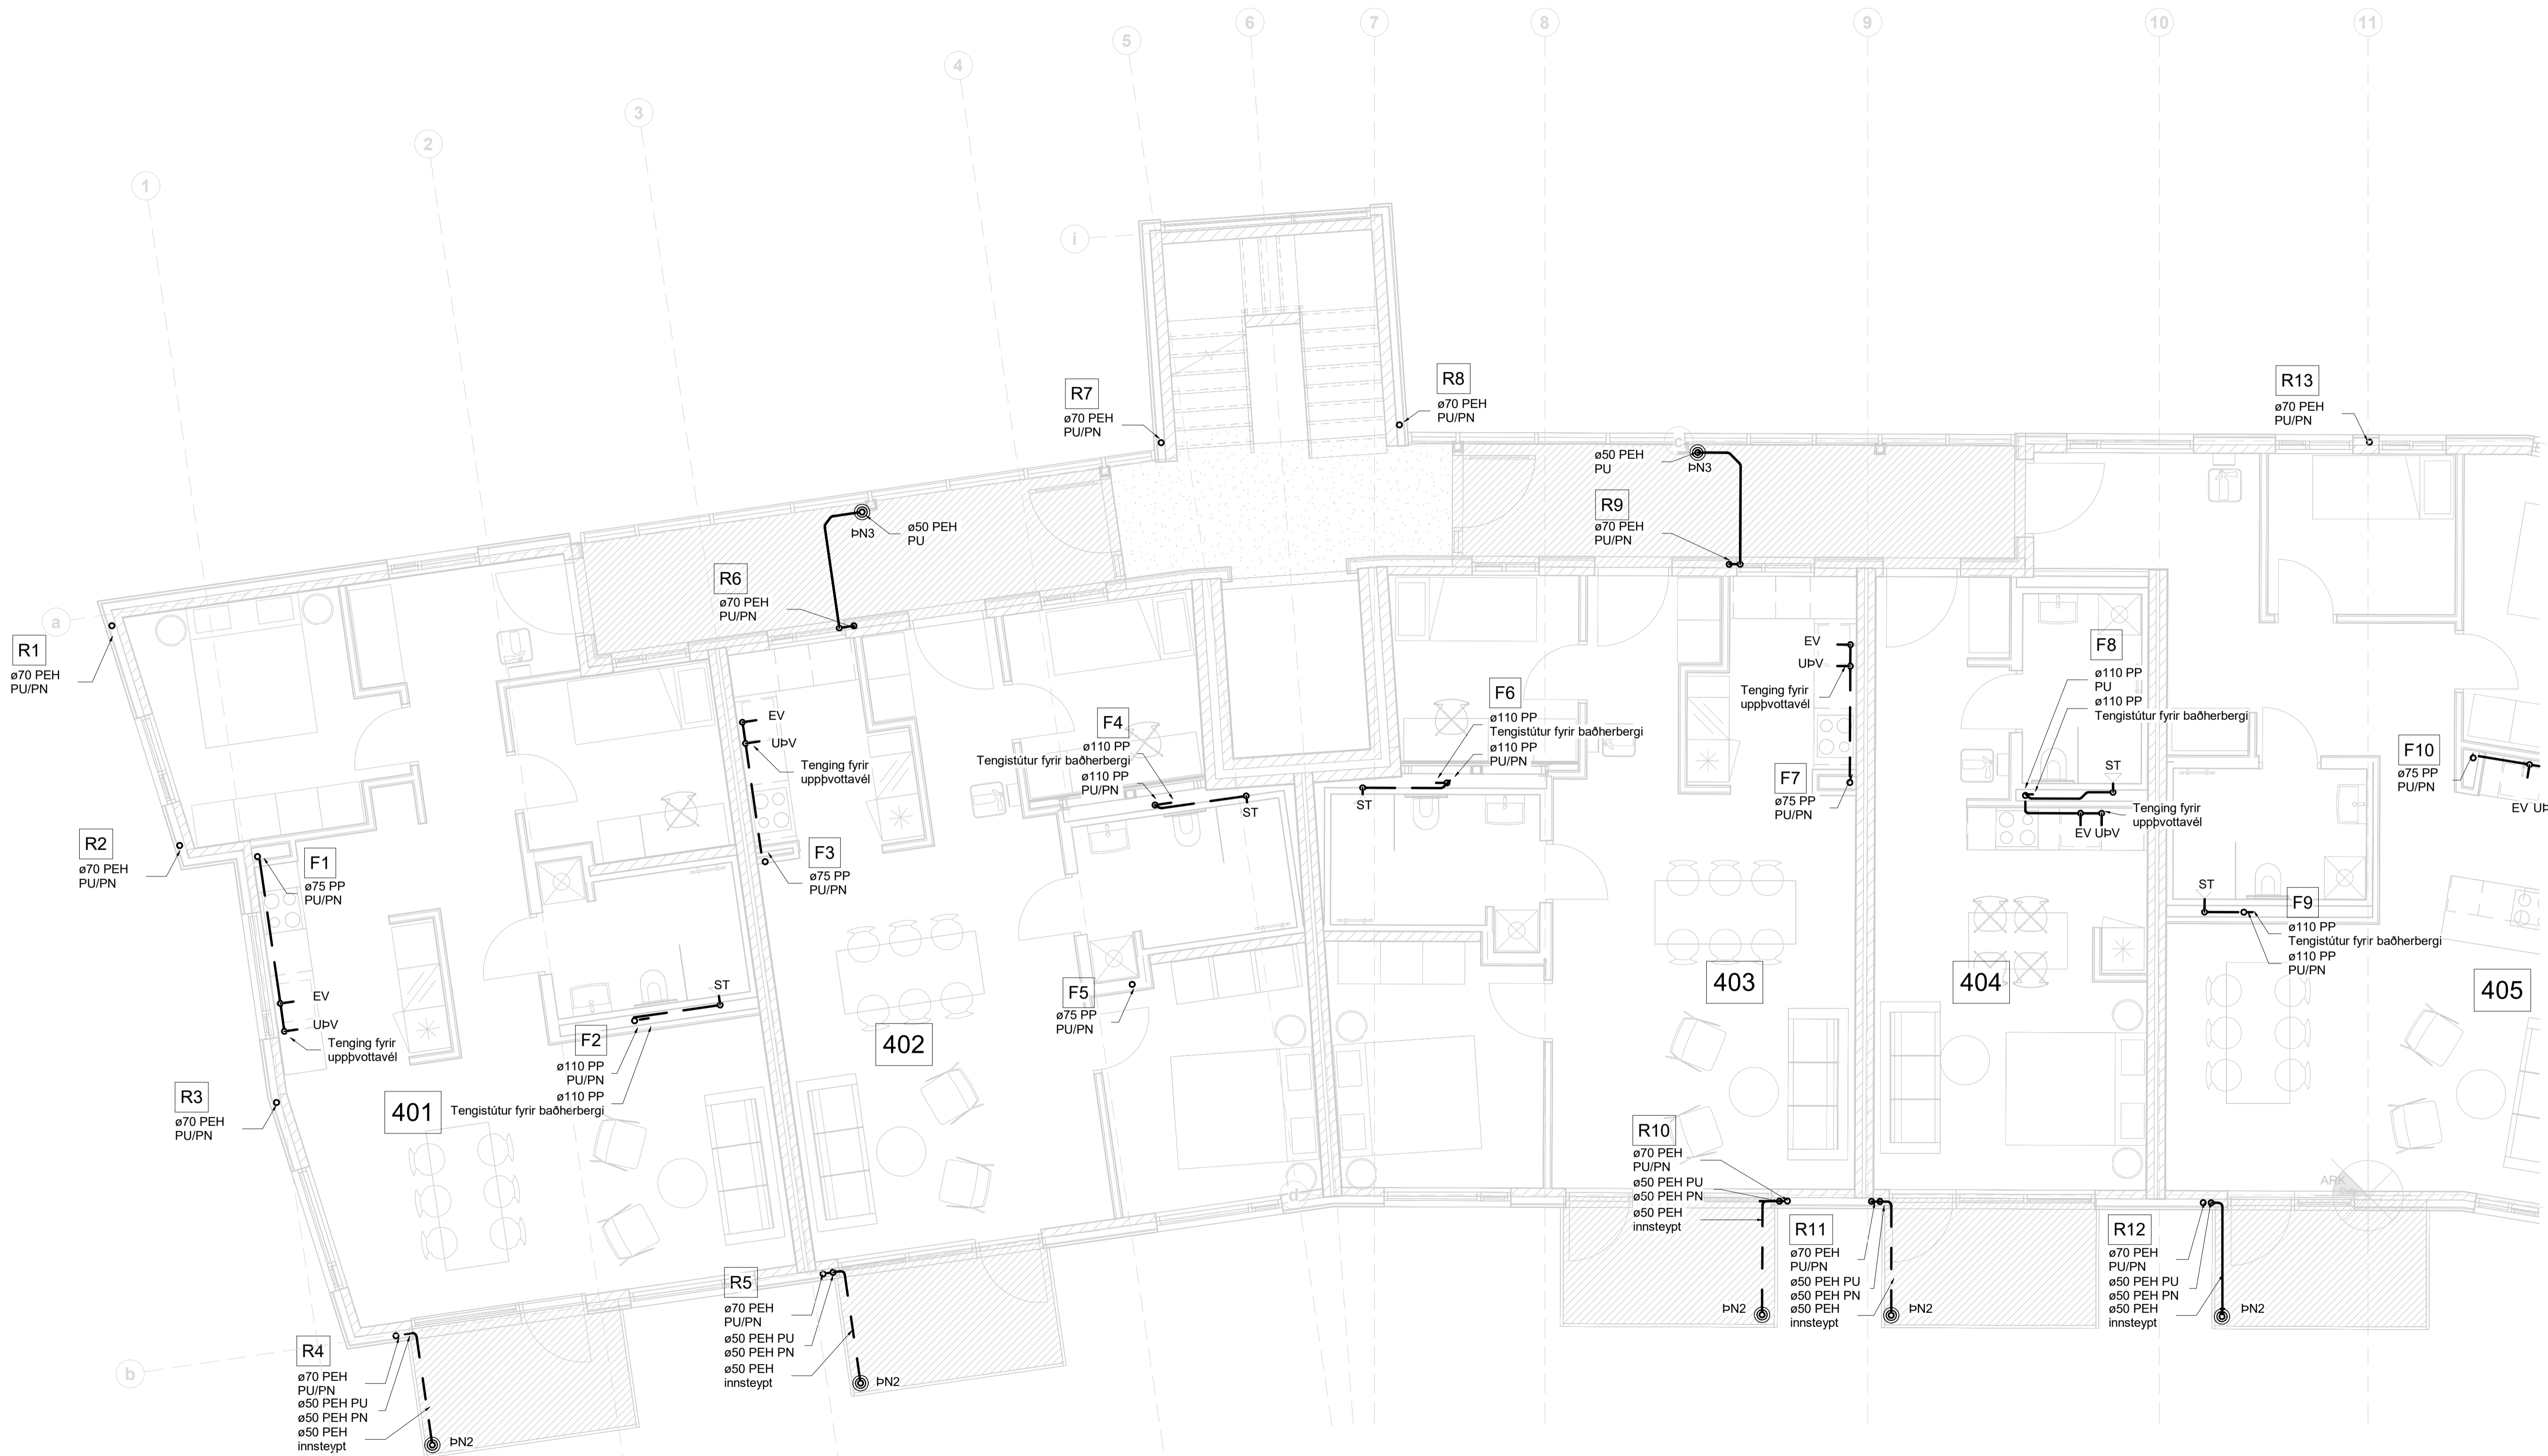 1
2
3
4
5
6
7
8
9
10
11
i
a
b
c
d
R1
ø70 PEH
PU/PN
R2
ø70 PEH
PU/PN
R3
ø70 PEH
PU/PN
R4
ø70 PEH
PU/PN
ø50 PEH PU
ø50 PEH PN
ø50 PEH
innsteypt
ÞN2
F1
ø75 PP
PU/PN
EV
UÞV
Tenging fyrir
uppþvottavél
401
F2
ø110 PP
PU/PN
ø110 PP
Tengistútur fyrir baðherbergi
ST
R6
ø70 PEH
PU/PN
ÞN3
ø50 PEH
PU
EV
UÞV
Tenging fyrir
uppþvottavél
F3
ø75 PP
PU/PN
402
R5
ø70 PEH
PU/PN
ø50 PEH PU
ø50 PEH PN
ø50 PEH
innsteypt
ÞN2
R7
ø70 PEH
PU/PN
F4
ø110 PP
Tengistútur fyrir baðherbergi
ø110 PP
PU/PN
ST
F5
ø75 PP
PU/PN
R8
ø70 PEH
PU/PN
F6
ø110 PP
Tengistútur fyrir baðherbergi
ø110 PP
PU/PN
ST
ø50 PEH
PU
ÞN3
R9
ø70 PEH
PU/PN
EV
UÞV
Tenging fyrir
uppþvottavél
F7
ø75 PP
PU/PN
403
R10
ø70 PEH
PU/PN
ø50 PEH PU
ø50 PEH PN
ø50 PEH
innsteypt
ÞN2
F8
ø110 PP
PU
ø110 PP
Tengistútur fyrir baðherbergi
ST
Tenging fyrir
uppþvottavél
EV UÞV
404
R11
ø70 PEH
PU/PN
ø50 PEH PU
ø50 PEH PN
ø50 PEH
innsteypt
ÞN2
R13
ø70 PEH
PU/PN
F10
ø75 PP
PU/PN
EV UÞ
ST
F9
ø110 PP
Tengistútur fyrir baðherbergi
ø110 PP
PU/PN
405
R12
ø70 PEH
PU/PN
ø50 PEH PU
ø50 PEH PN
ø50 PEH
innsteypt
ÞN2
ARK